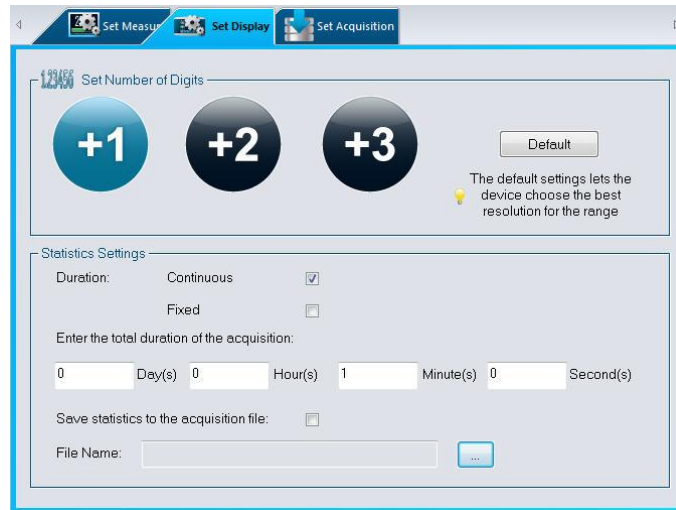 Set Measur
Set Display
Set Acquisition
123456 Set Number of Digits
+1 +2 +3
Default
The default settings lets the
device choose the best
resolution for the range
Statistics Settings
Duration: Continuous
Fixed
Enter the total duration of the acquisition:
0 Day(s) 0 Hour(s) 1 Minute(s) 0 Second(s)
Save statistics to the acquisition file:
File Name: ...